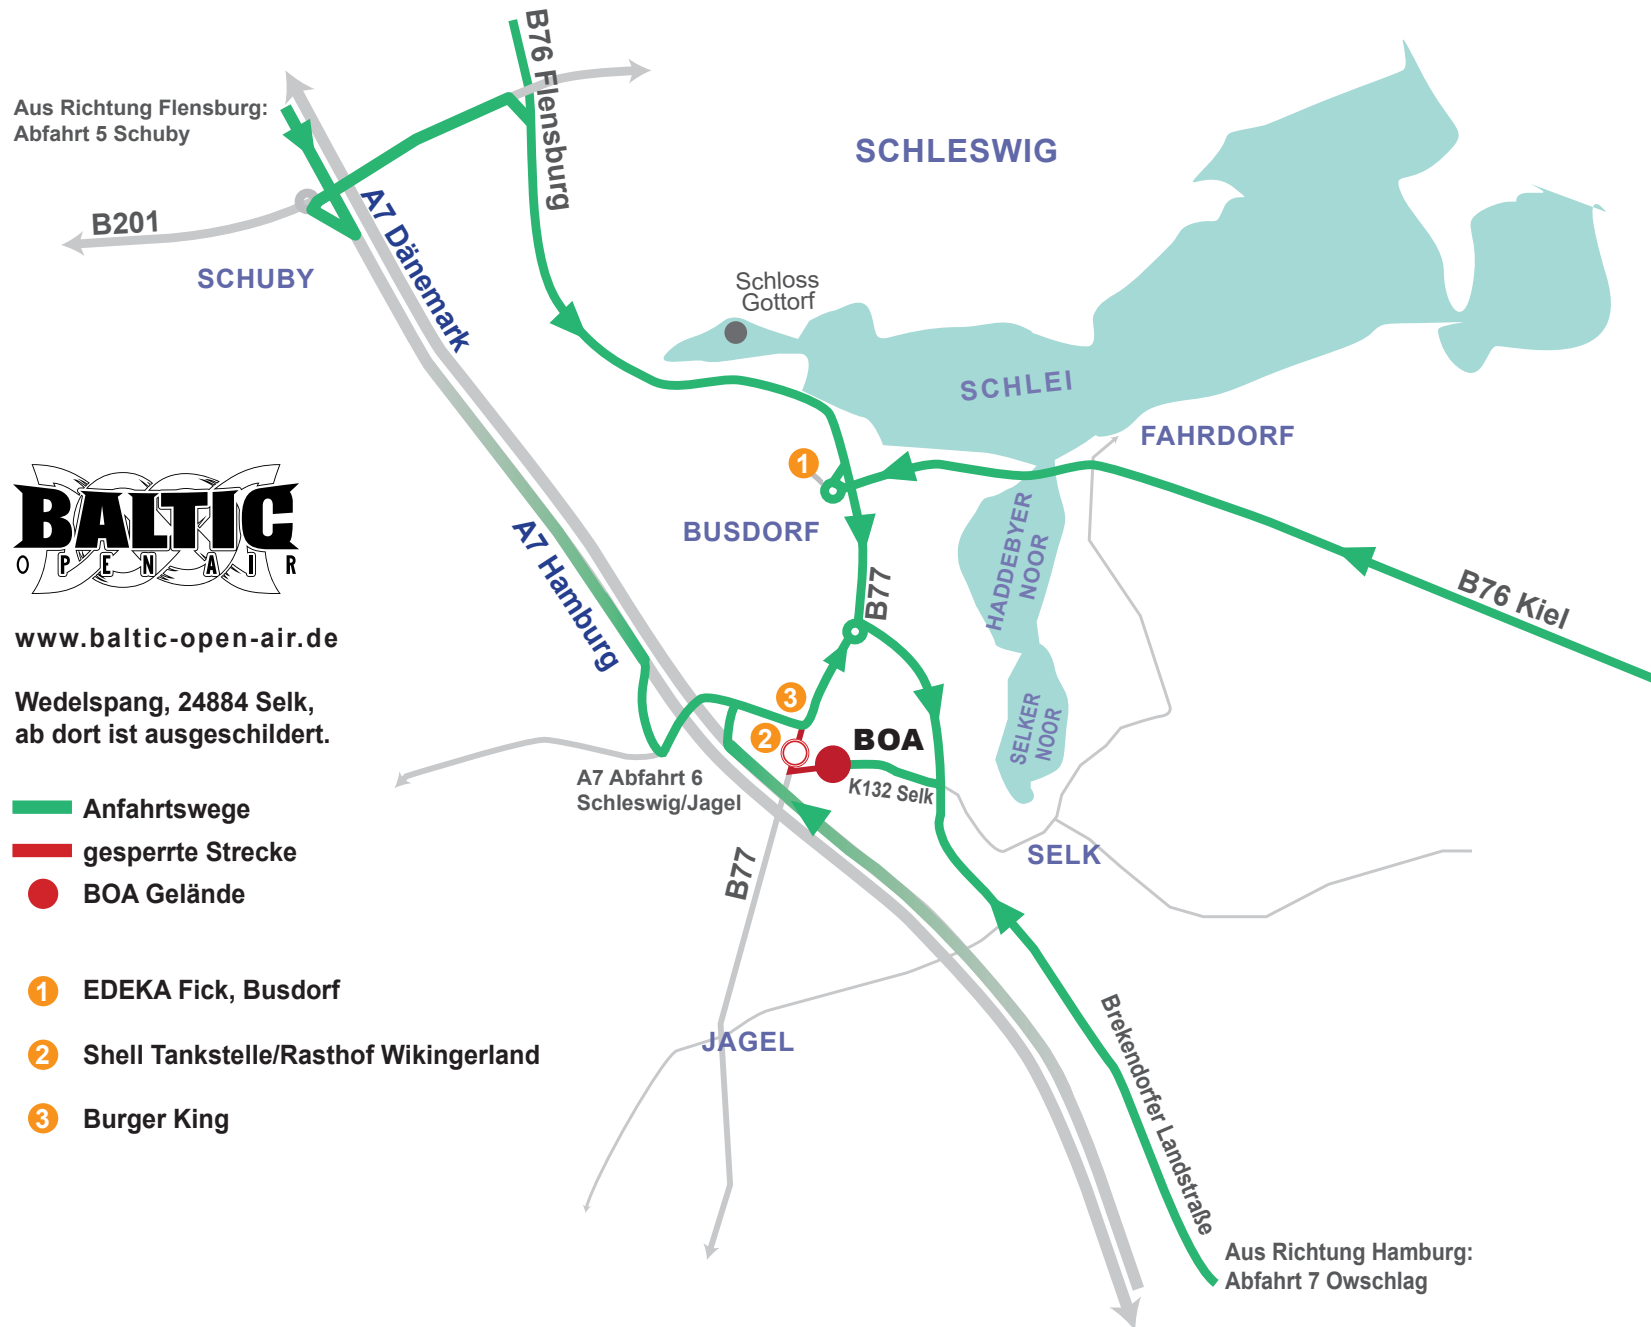 B76 Flensburg
Aus Richtung Flensburg:
Abfahrt 5 Schuby
SCHLESWIG
B201
A7 Dänemark
SCHUBY
Schloss
Gottorf
SCHLEI
FAHRDORF
1
BUSDORF
HADDEBYER
NOOR
BALTIC
OPEN AIR
A7 Hamburg
B77
B76 Kiel
www.baltic-open-air.de
Wedelspang, 24884 Selk,
ab dort ist ausgeschildert.
3
2
BOA
SELKER
NOOR
A7 Abfahrt 6
Schleswig/Jagel
K132 Selk
Anfahrtswege
gesperrte Strecke
BOA Gelände
SELK
B77
1 EDEKA Fick, Busdorf
2 Shell Tankstelle/Rasthof Wikingerland
3 Burger King
JAGEL
Brekendorfer Landstraße
Aus Richtung Hamburg:
Abfahrt 7 Owschlag